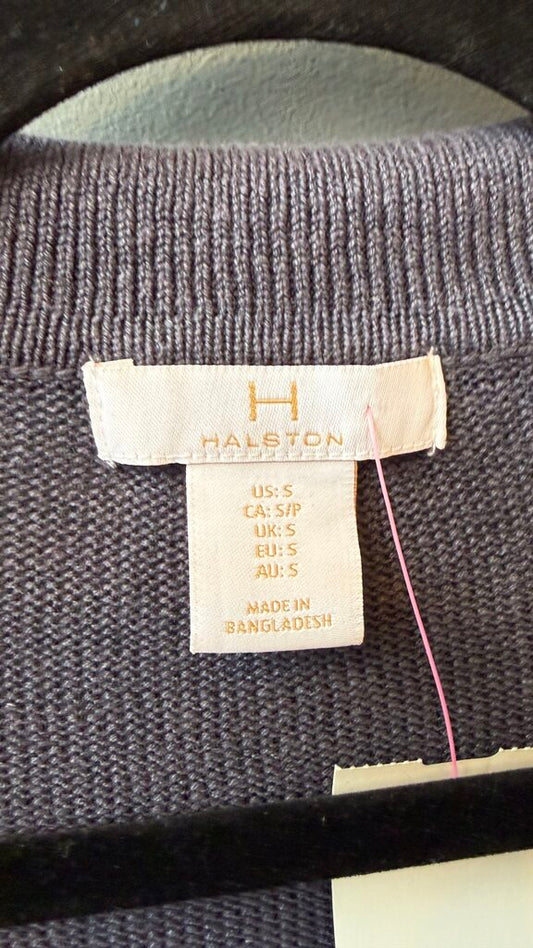 H
HALSTON
US: S
CA: S/P
UK: S
EU: S
AU: S
MADE IN
BANGLADESH